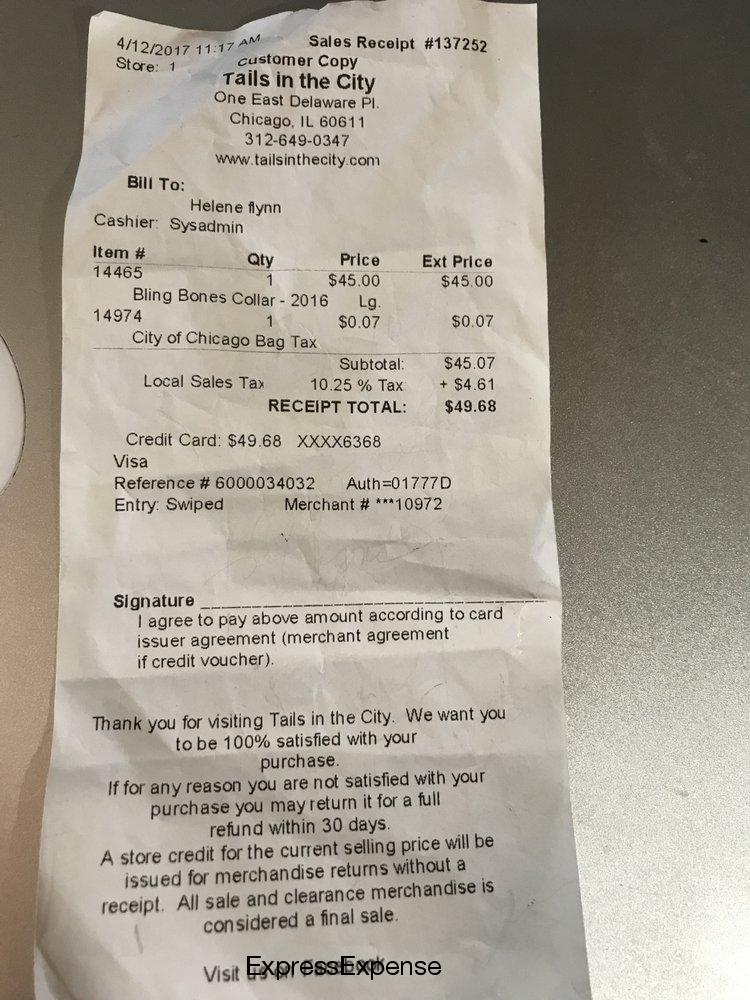 4/12/2017 11:17 AM Sales Receipt #137252
Store: 1 Customer Copy
Tails in the City
One East Delaware Pl.
Chicago, IL 60611
312-649-0347
www.tailsinthecity.com
Bill To:
Helene flynn
Cashier: Sysadmin
Item # Qty Price Ext Price
14465 1 $45.00 $45.00
Bling Bones Collar - 2016 Lg.
14974 1 $0.07 $0.07
City of Chicago Bag Tax
Subtotal: $45.07
Local Sales Tax 10.25 % Tax: + $4.61
RECEIPT TOTAL: $49.68
Credit Card: $49.68 XXXX6368
Visa
Reference # 6000034032 Auth=01777D
Entry: Swiped Merchant # ***10972
Signature
I agree to pay above amount according to card
issuer agreement (merchant agreement
if credit voucher).
Thank you for visiting Tails in the City. We want you
to be 100% satisfied with your
purchase.
If for any reason you are not satisfied with your
purchase you may return it for a full
refund within 30 days.
A store credit for the current selling price will be
issued for merchandise returns without a
receipt. All sale and clearance merchandise is
considered a final sale.
Visit us on Facebook
ExpressExpense